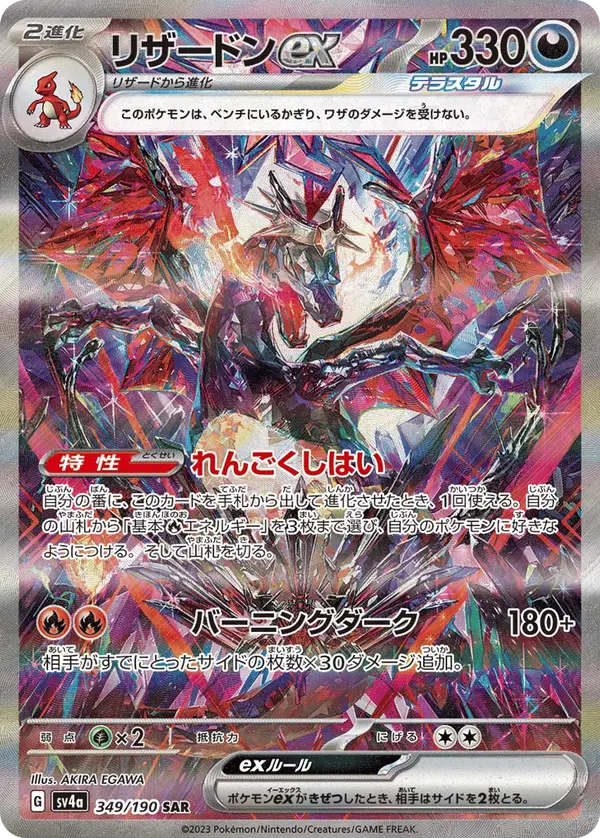 2進化
リザードンex
HP 330
リザードから進化
テラスタル
このポケモンは、ベンチにいるかぎり、ワザのダメージを受けない。
特性 れんごくしはい
自分の番に、このカードを手札から出して進化させたとき、1回使える。自分
の山札から「基本エネルギー」を3枚まで選び、自分のポケモンに好きな
ようにつける。そして山札を切る。
バーニングダーク 180+
相手がすでにとったサイドの枚数×30ダメージ追加。
弱点 ×2 抵抗力 にげる
Illus. AKIRA EGAWA
exルール
ポケモンexがきぜつしたとき、相手はサイドを2枚とる。
G sv4a 349/190 SAR
©2023 Pokémon/Nintendo/Creatures/GAME FREAK.